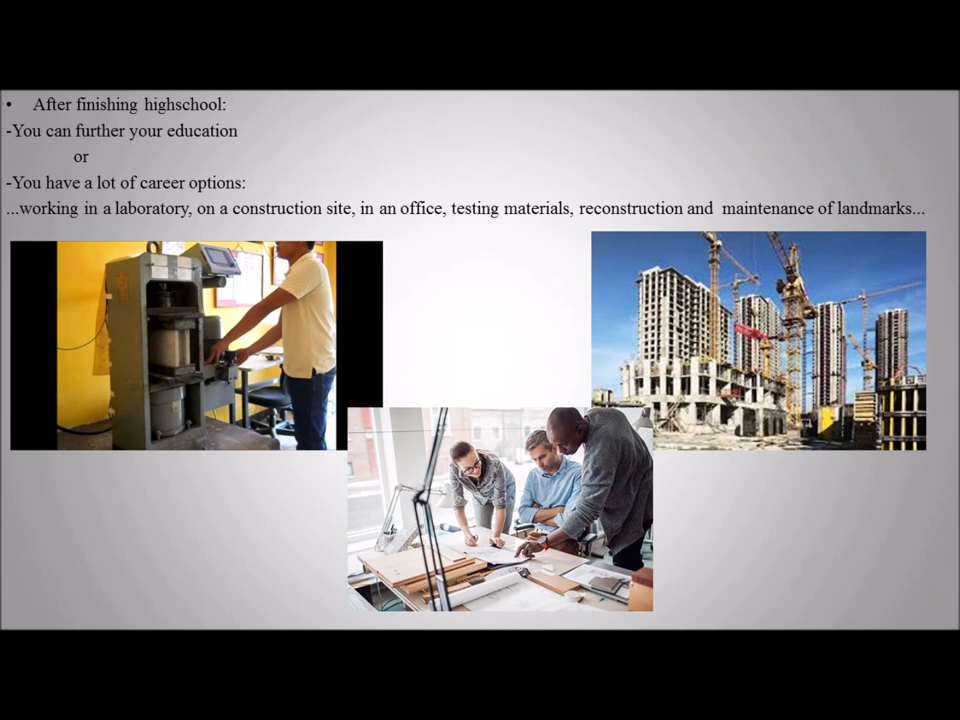 • After finishing highschool:
-You can further your education
or
-You have a lot of career options:
...working in a laboratory, on a construction site, in an office, testing materials, reconstruction and maintenance of landmarks...